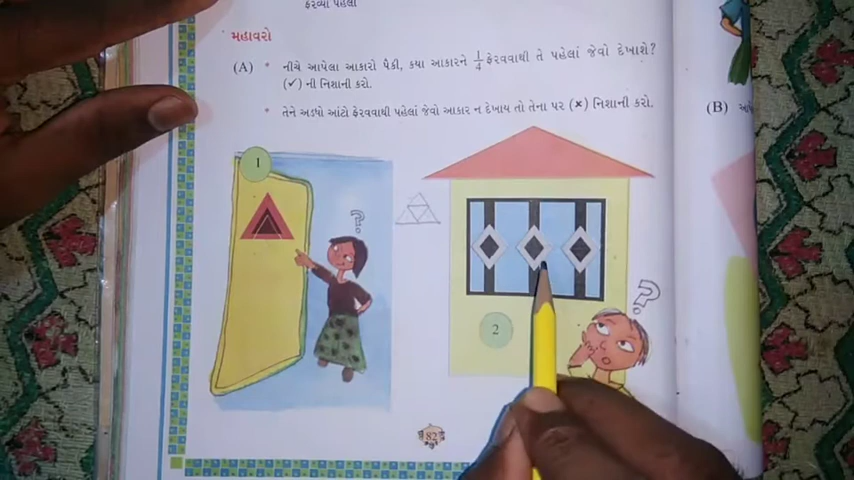 ફરવ્યા પહેલા
મહાવરો
(A) • નીચે આપેલા આકારો પૈકી, કયા આકારને 1/4 ફેરવવાથી તે પહેલાં જેવો દેખાશે?
(✓) ની નિશાની કરો.
• તેને અડધો આંટો ફેરવવાથી પહેલાં જેવો આકાર ન દેખાય તો તેના પર (×) નિશાની કરો.
(B)
1
?
2
?
82